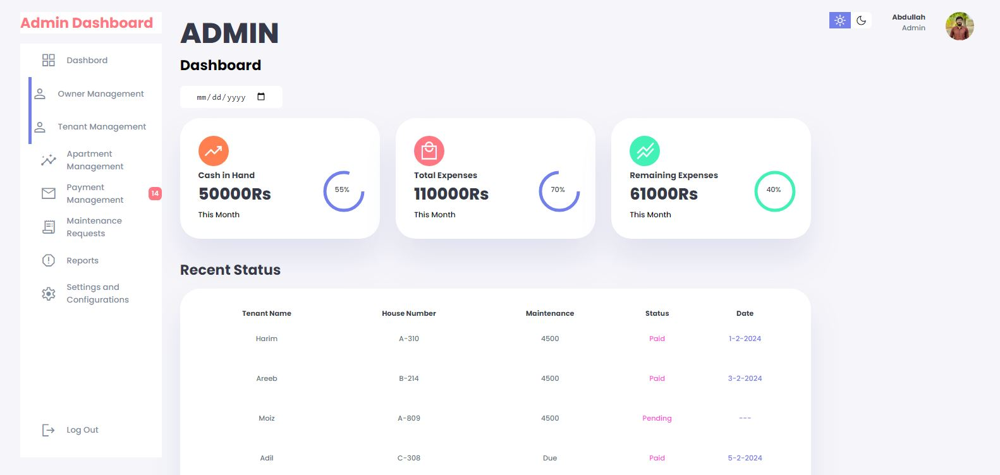 Admin Dashboard
Dashbord
Owner Management
Tenant Management
Apartment
Management
Payment
Management
14
Maintenance
Requests
Reports
Settings and
Configurations
Log Out
ADMIN
Dashboard
mm/dd/yyyy
Abdullah
Admin
Cash in Hand
50000Rs
This Month
55%
Total Expenses
110000Rs
This Month
70%
Remaining Expenses
61000Rs
This Month
40%
Recent Status
Tenant Name House Number Maintenance Status Date
Harim A-310 4500 Paid 1-2-2024
Areeb B-214 4500 Paid 3-2-2024
Moiz A-809 4500 Pending ---
Adil C-308 Due Paid 5-2-2024